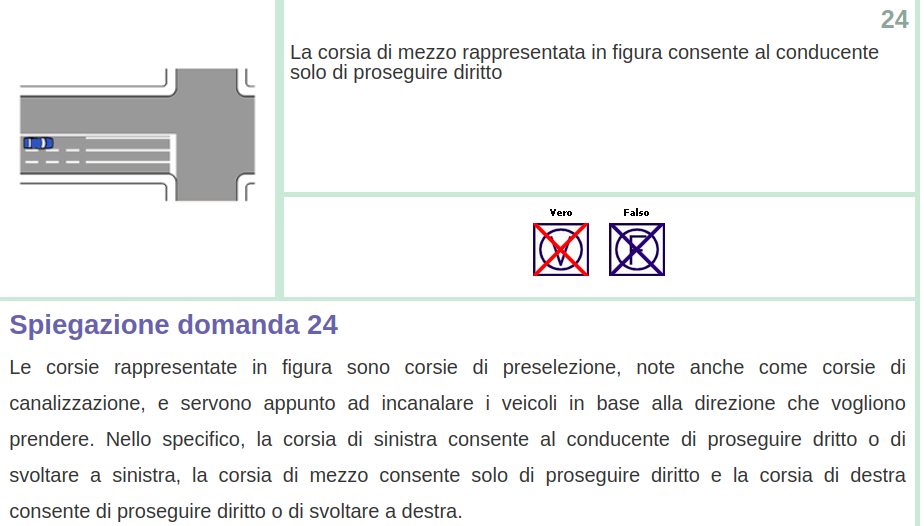 24
La corsia di mezzo rappresentata in figura consente al conducente
solo di proseguire diritto
Vero Falso
V F
Spiegazione domanda 24
Le corsie rappresentate in figura sono corsie di preselezione, note anche come corsie di
canalizzazione, e servono appunto ad incanalare i veicoli in base alla direzione che vogliono
prendere. Nello specifico, la corsia di sinistra consente al conducente di proseguire dritto o di
svoltare a sinistra, la corsia di mezzo consente solo di proseguire diritto e la corsia di destra
consente di proseguire diritto o di svoltare a destra.